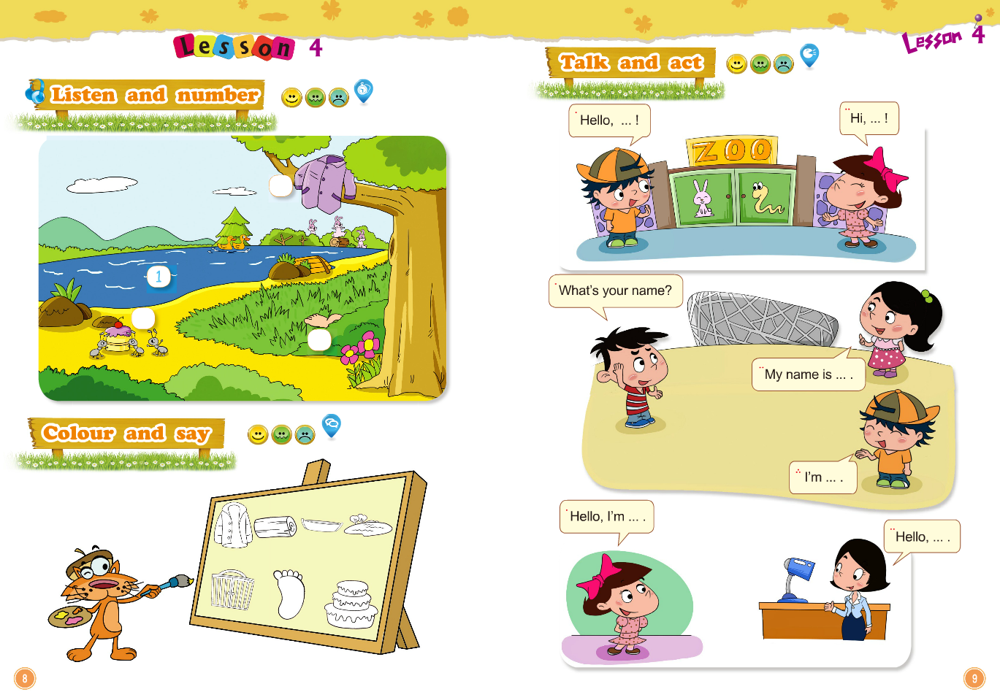 Lesson 4
Listen and number
1
Colour and say
8
Lesson 4
Talk and act
Hello, ... !
Hi, ... !
ZOO
What's your name?
My name is ... .
I'm ... .
Hello, I'm ... .
Hello, ... .
9